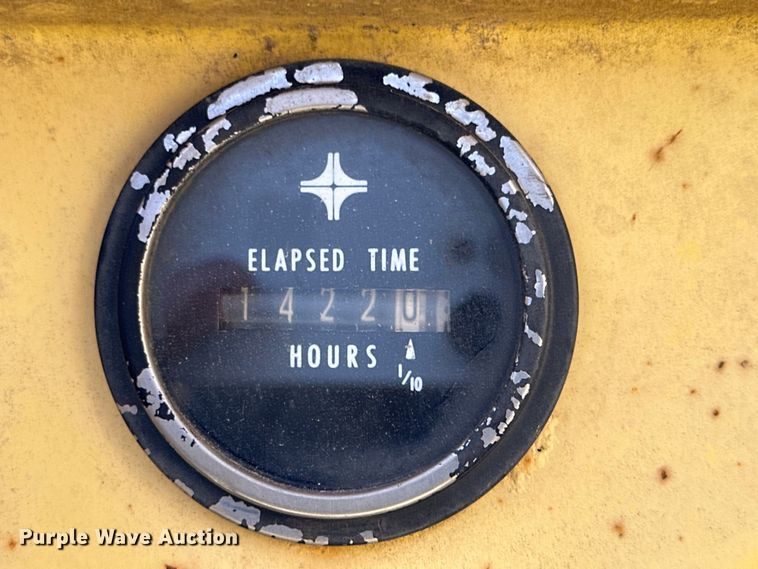 ELAPSED TIME
14220
HOURS
1/10
Purple Wave Auction